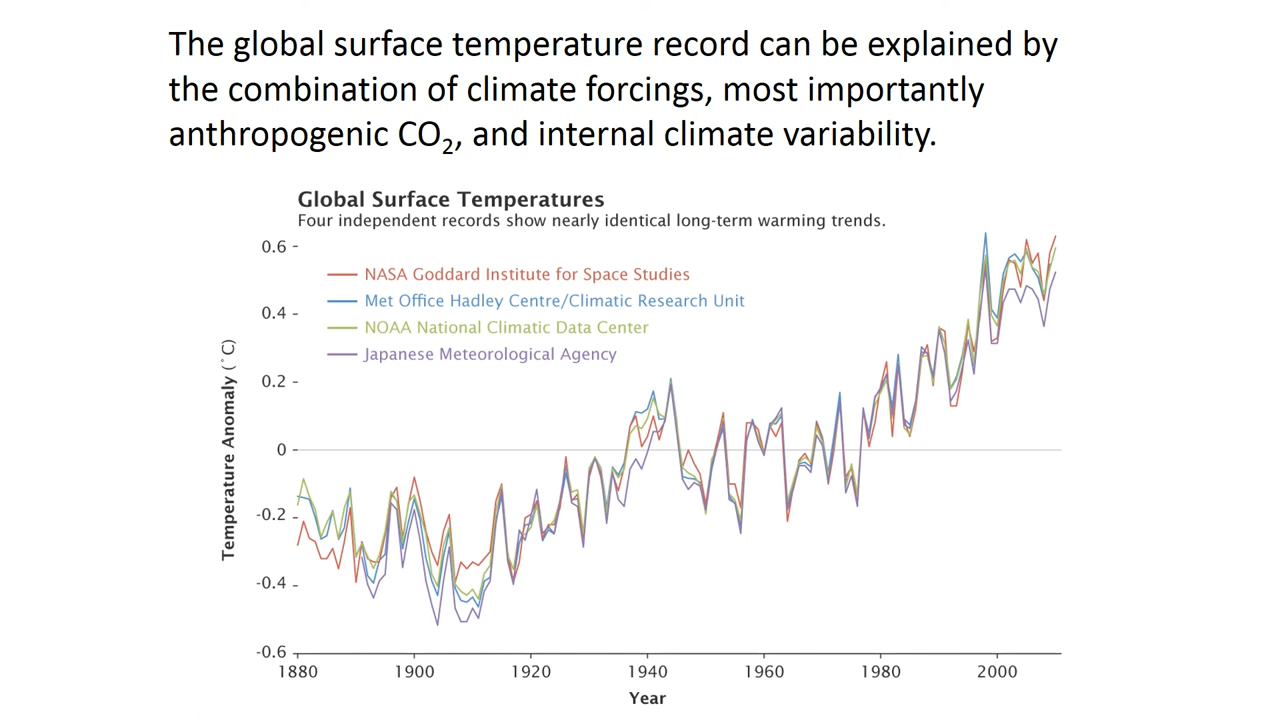 The global surface temperature record can be explained by
the combination of climate forcings, most importantly
anthropogenic CO₂, and internal climate variability.
Global Surface Temperatures
Four independent records show nearly identical long-term warming trends.
NASA Goddard Institute for Space Studies
Met Office Hadley Centre/Climatic Research Unit
NOAA National Climatic Data Center
Japanese Meteorological Agency
Temperature Anomaly (˚C)
0.6
0.4
0.2
0
-0.2
-0.4
-0.6
1880 1900 1920 1940 1960 1980 2000
Year